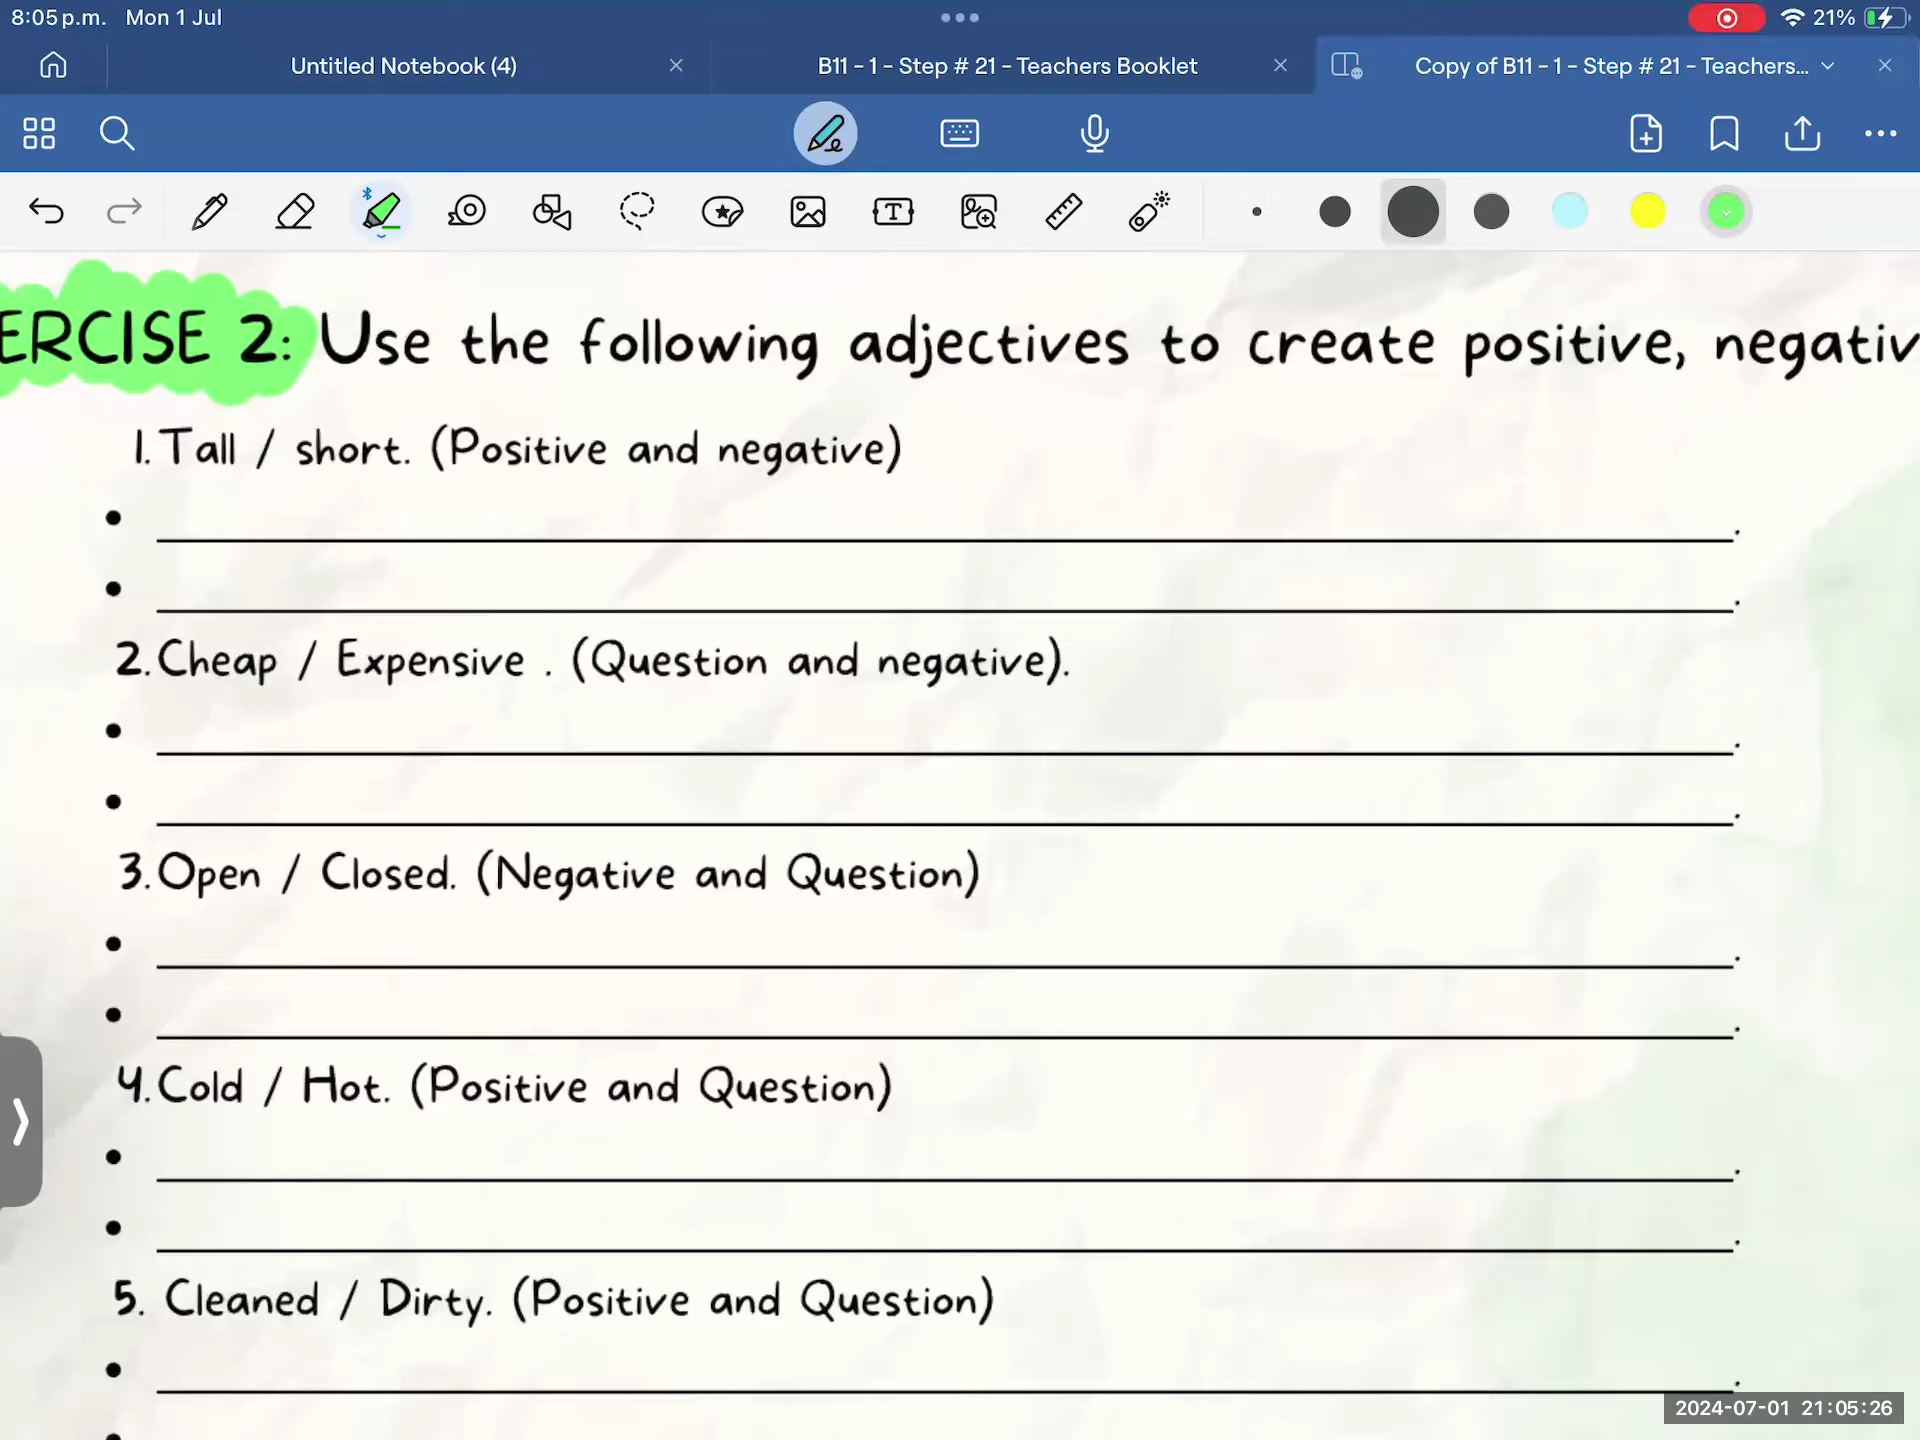 8:05 p.m. Mon 1 Jul 21%
Untitled Notebook (4) B11 - 1 - Step # 21 - Teachers Booklet Copy of B11 - 1 - Step # 21 - Teachers...
ERCISE 2: Use the following adjectives to create positive, negativ
1. Tall / short. (Positive and negative)
2. Cheap / Expensive . (Question and negative).
3. Open / Closed. (Negative and Question)
4. Cold / Hot. (Positive and Question)
5. Cleaned / Dirty. (Positive and Question)
2024-07-01 21:05:26